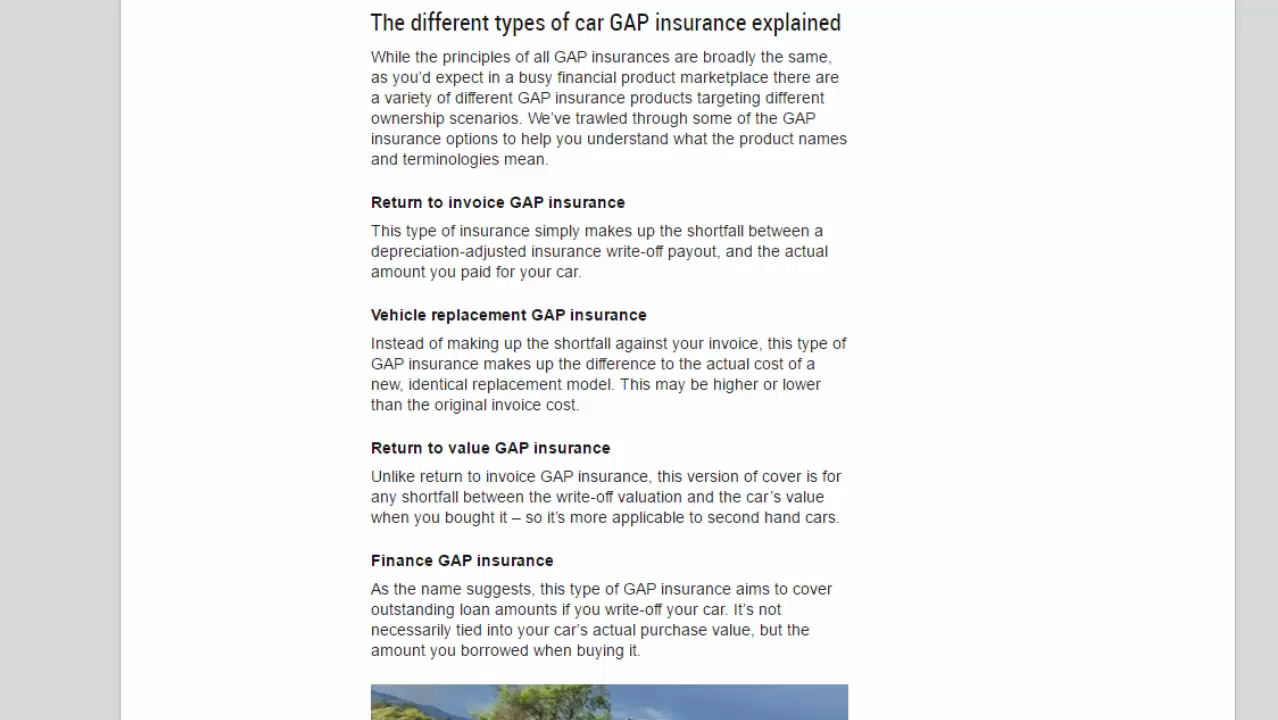 The different types of car GAP insurance explained
While the principles of all GAP insurances are broadly the same,
as you’d expect in a busy financial product marketplace there are
a variety of different GAP insurance products targeting different
ownership scenarios. We’ve trawled through some of the GAP
insurance options to help you understand what the product names
and terminologies mean.
Return to invoice GAP insurance
This type of insurance simply makes up the shortfall between a
depreciation-adjusted insurance write-off payout, and the actual
amount you paid for your car.
Vehicle replacement GAP insurance
Instead of making up the shortfall against your invoice, this type of
GAP insurance makes up the difference to the actual cost of a
new, identical replacement model. This may be higher or lower
than the original invoice cost.
Return to value GAP insurance
Unlike return to invoice GAP insurance, this version of cover is for
any shortfall between the write-off valuation and the car’s value
when you bought it – so it’s more applicable to second hand cars.
Finance GAP insurance
As the name suggests, this type of GAP insurance aims to cover
outstanding loan amounts if you write-off your car. It’s not
necessarily tied into your car’s actual purchase value, but the
amount you borrowed when buying it.